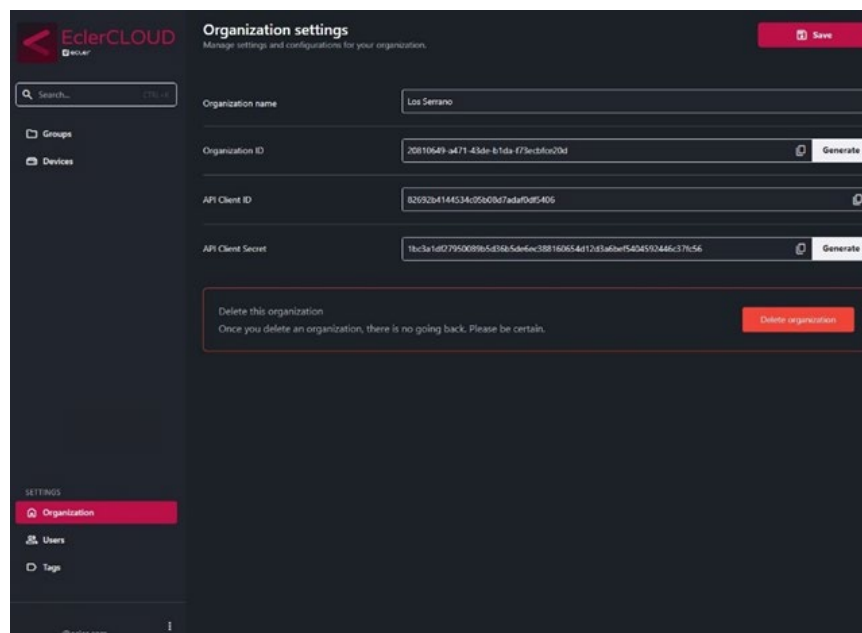 EclerCLOUD
ecler
Search...
CTRL+K
Groups
Devices
SETTINGS
Organization
Users
Tags
Organization settings
Manage settings and configurations for your organization.
Save
Organization name
Los Serrano
Organization ID
20810649-a471-43de-b1da-f73ecbfce20d
Generate
API Client ID
82692b4144534c05b08d7adaf0df5406
API Client Secret
1bc3a1df27950089b5d36b5de6ec388160654d12d3a6bef5404592446c37fc56
Generate
Delete this organization
Once you delete an organization, there is no going back. Please be certain.
Delete organization